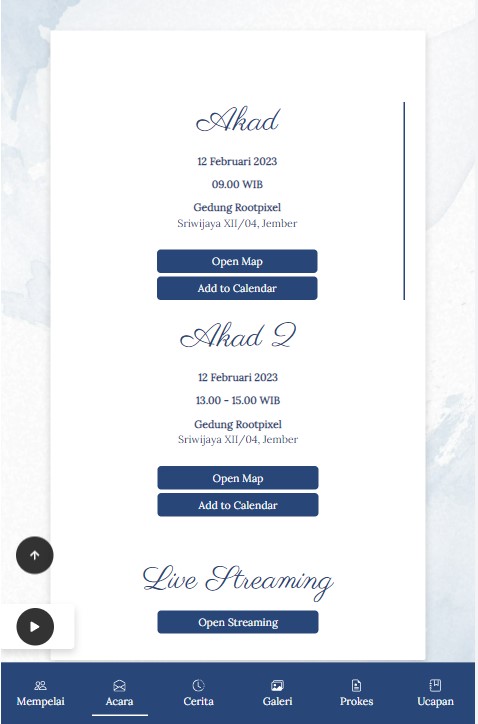 Akad
12 Februari 2023
09.00 WIB
Gedung Rootpixel
Sriwijaya XII/04, Jember
Open Map
Add to Calendar
Akad 2
12 Februari 2023
13.00 - 15.00 WIB
Gedung Rootpixel
Sriwijaya XII/04, Jember
Open Map
Add to Calendar
Live Streaming
Open Streaming
Mempelai
Acara
Cerita
Galeri
Prokes
Ucapan